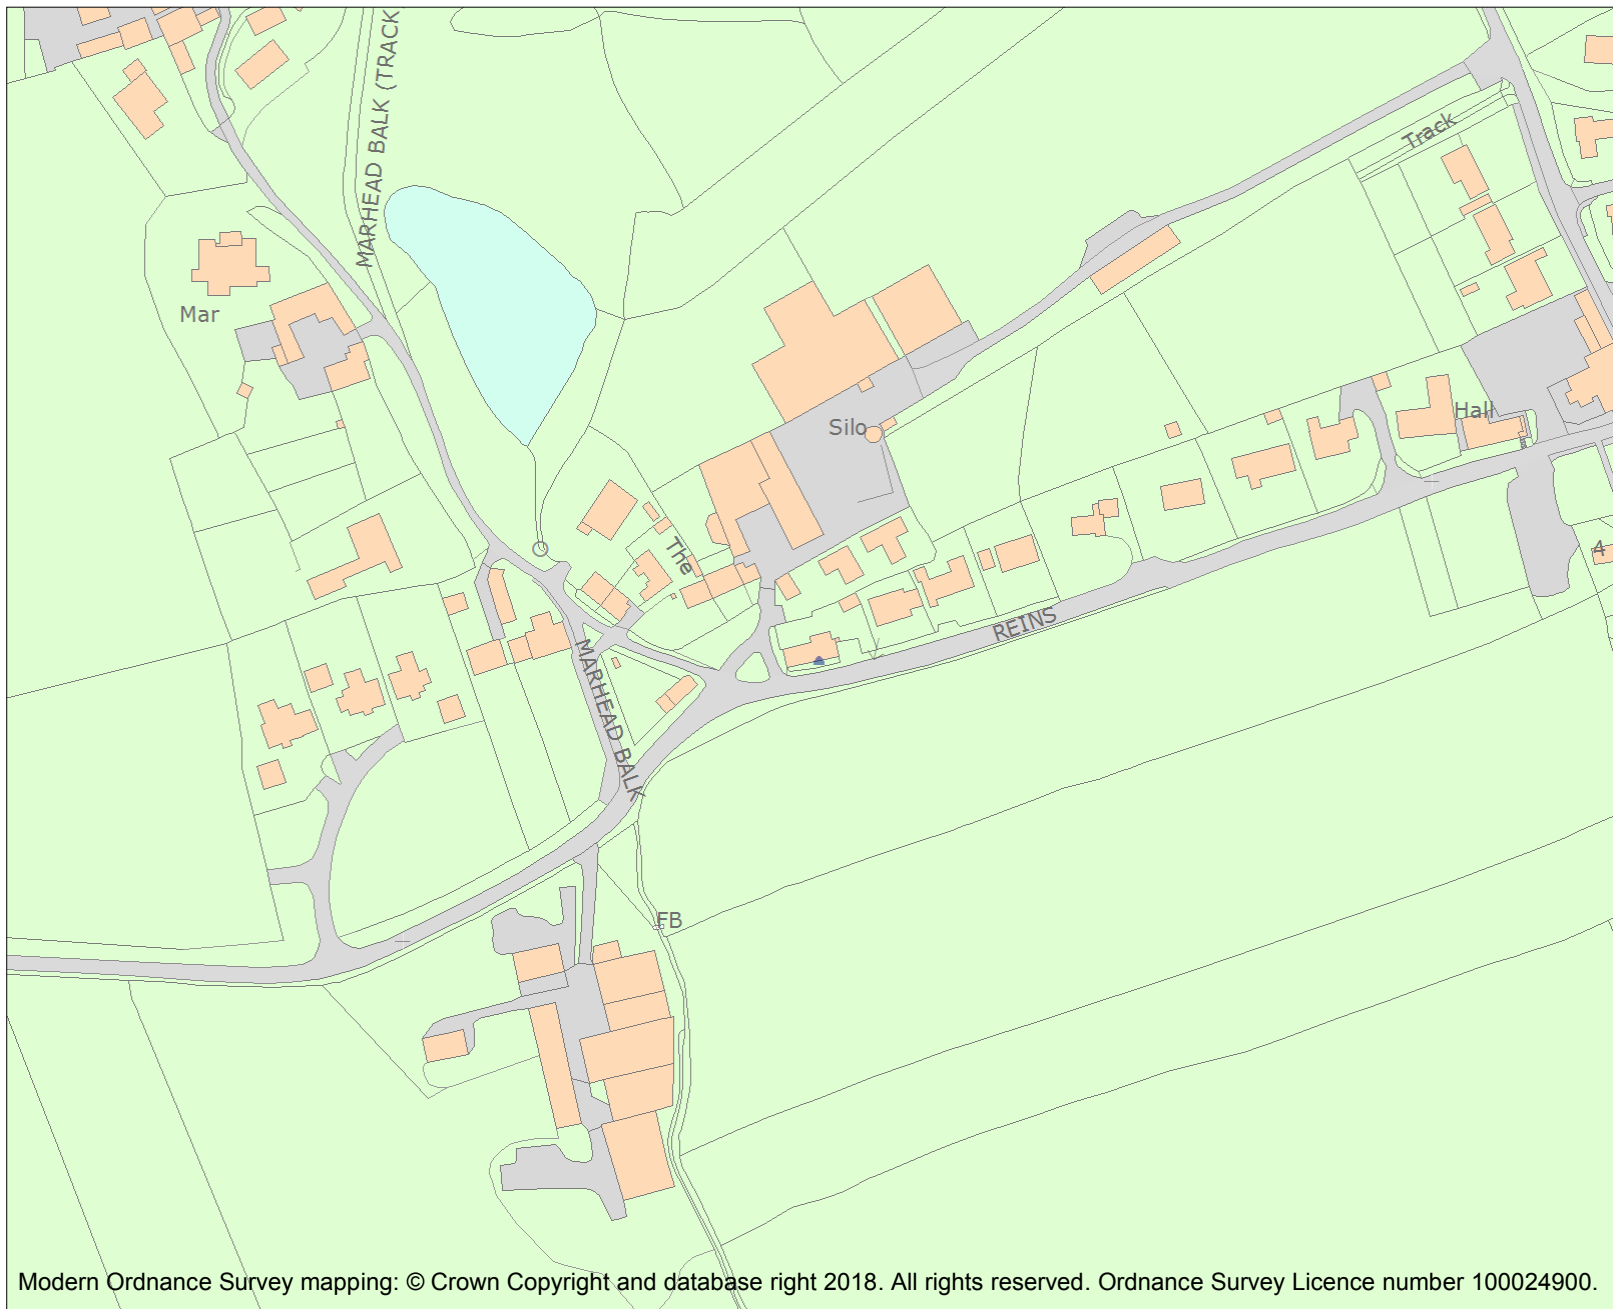 MARHEAD BALK (TRACK
Track
Mar
Silo
Hall
The
4
REINS
MARHEAD BALK
FB
Modern Ordnance Survey mapping: © Crown Copyright and database right 2018. All rights reserved. Ordnance Survey Licence number 100024900.